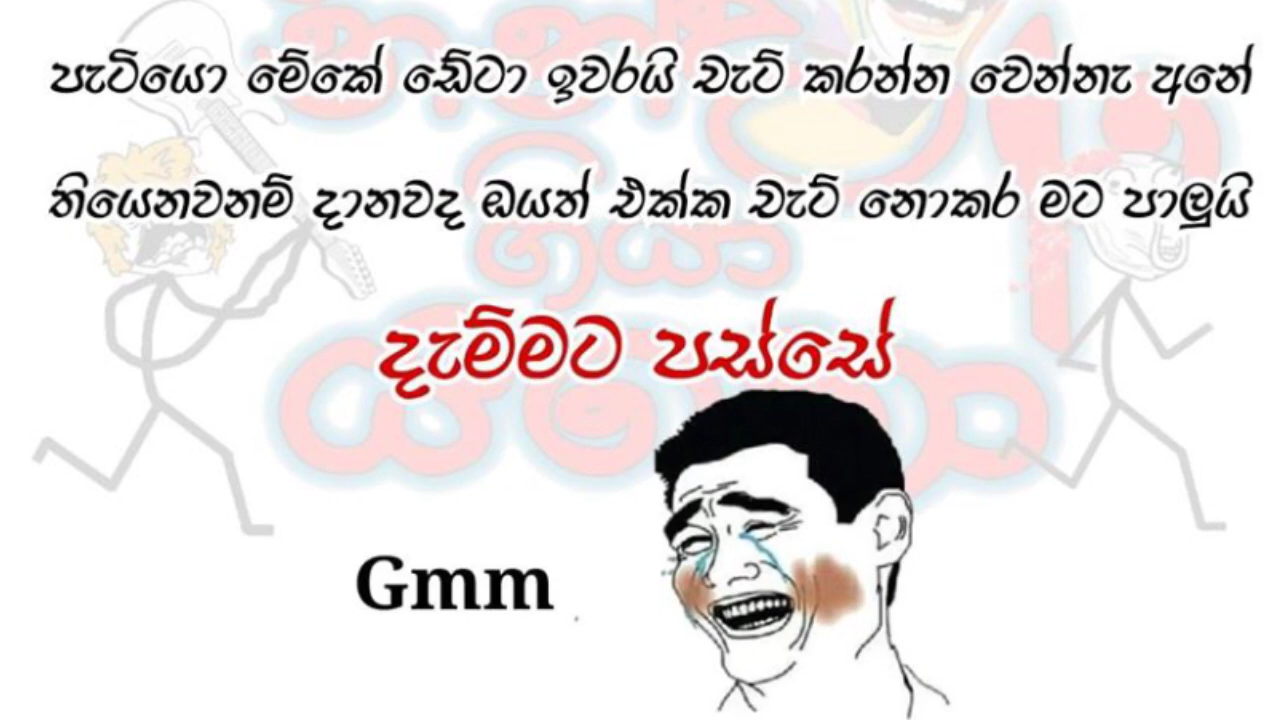 පැටියෝ මේකේ ඩේටා ඉවරයි චැට් කරන්න වෙන්නැ අනේ
තියෙනවනම් දානවද ඔයත් එක්ක චැට් නොකර මට පාලුයි
දැම්මට පස්සේ
Gmm